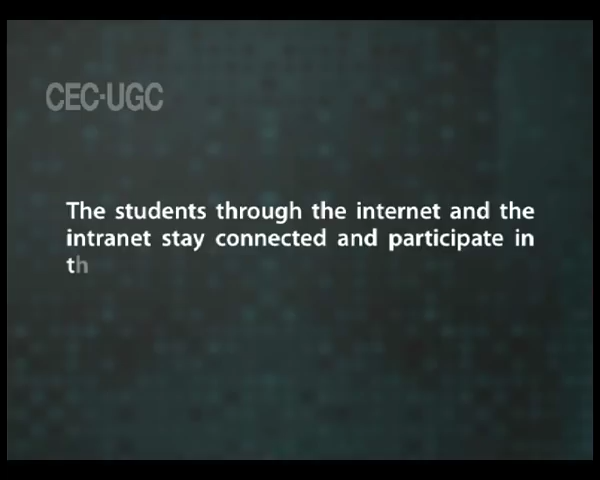 CEC-UGC
The students through the internet and the
intranet stay connected and participate in
th